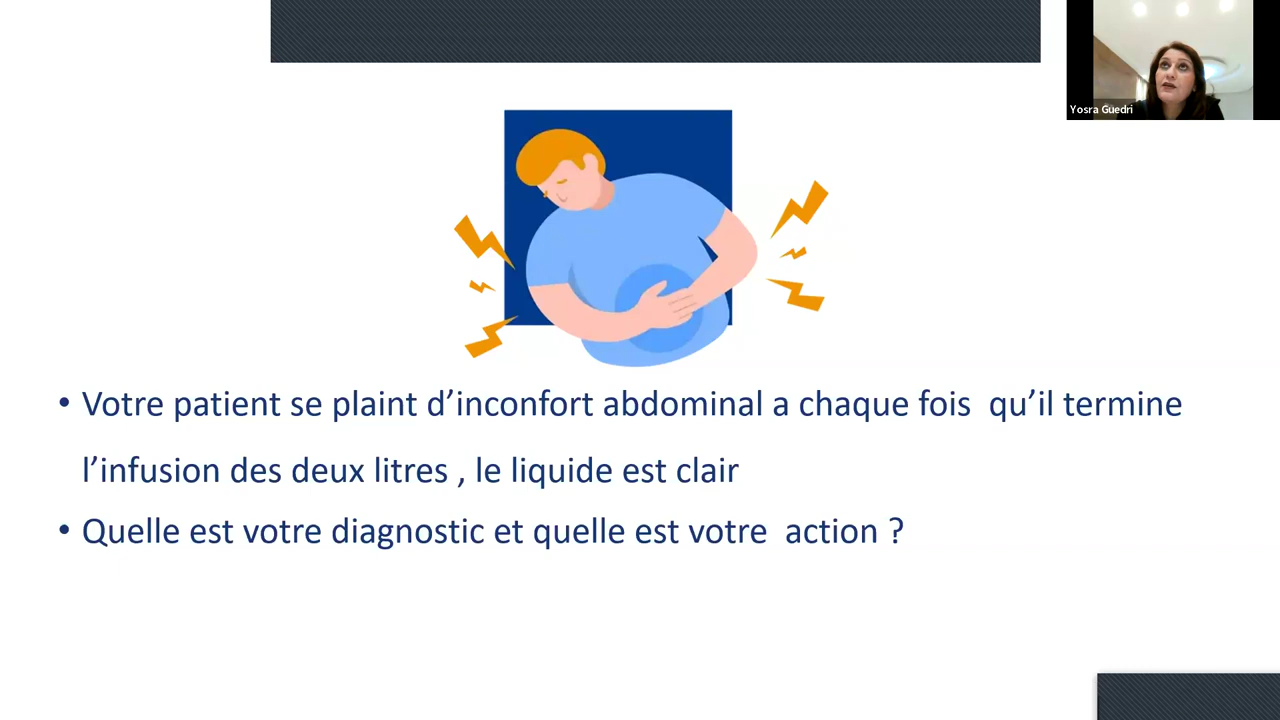 Yosra Guedri
• Votre patient se plaint d’inconfort abdominal a chaque fois  qu’il termine
l’infusion des deux litres , le liquide est clair
• Quelle est votre diagnostic et quelle est votre  action ?